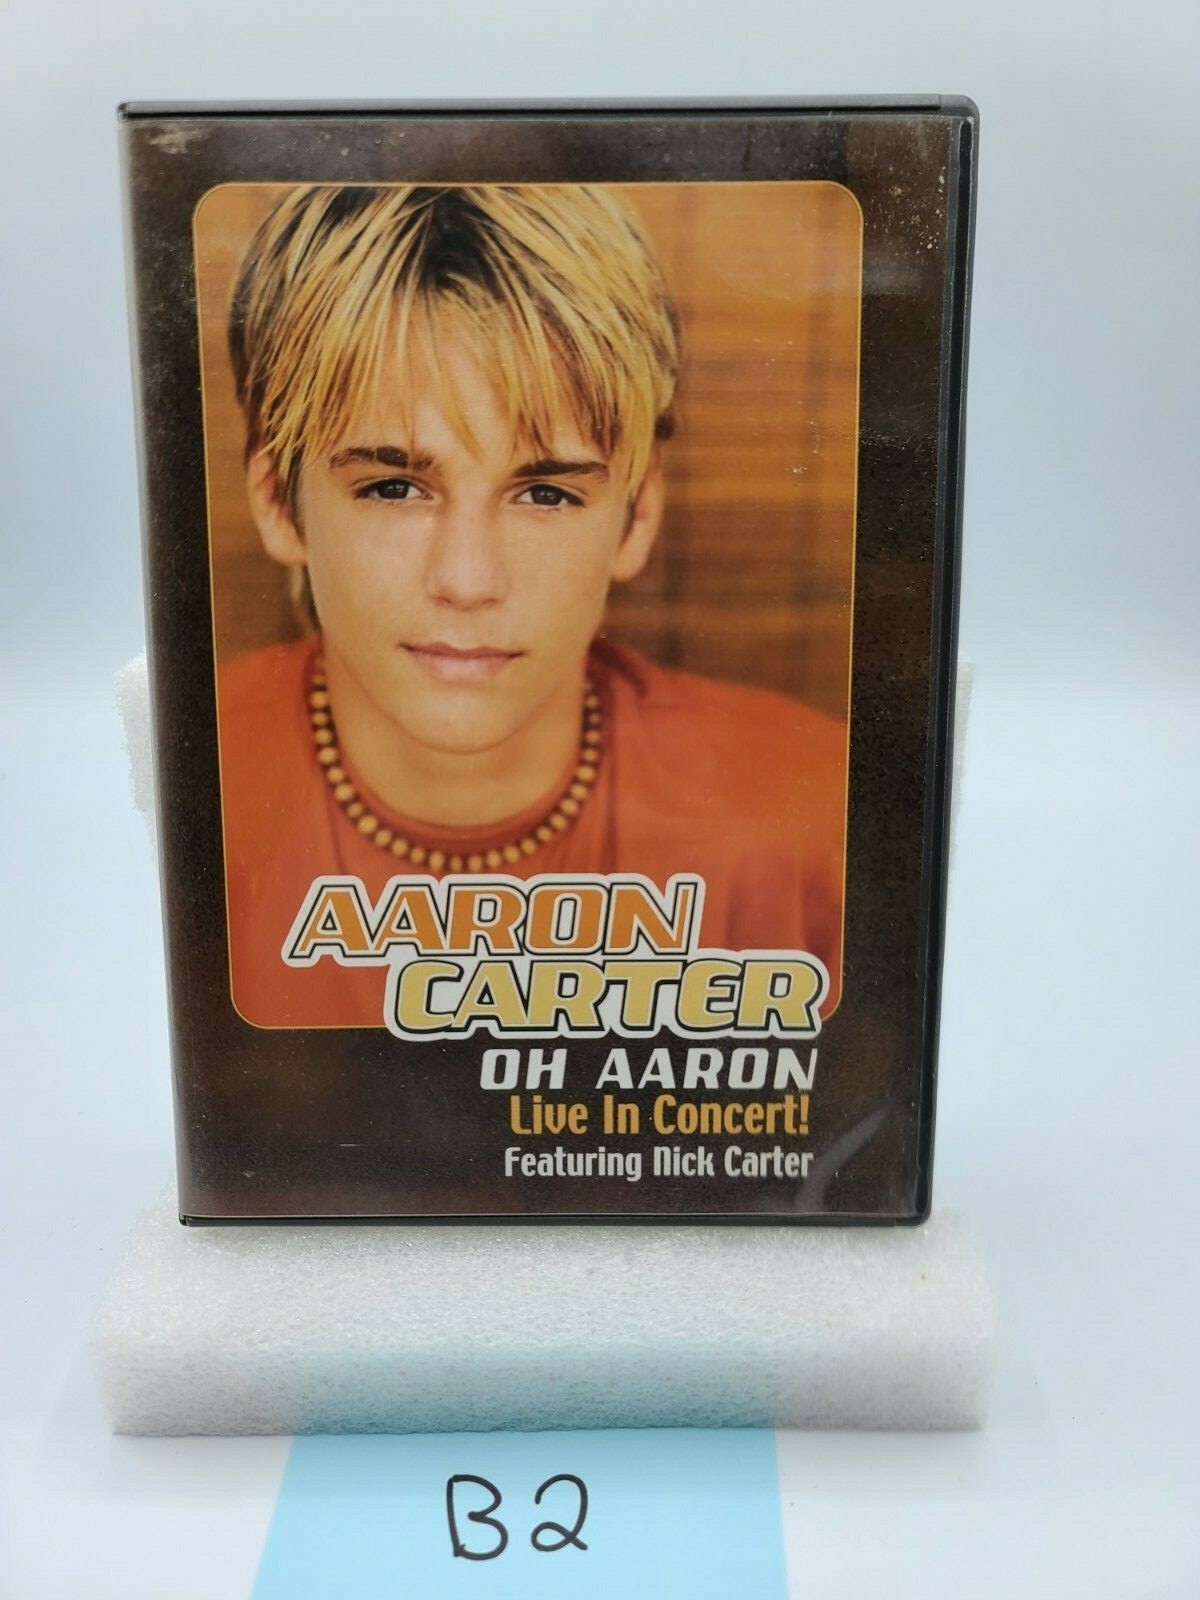 AARON
CARTER
OH AARON
Live In Concert!
Featuring Nick Carter
B2